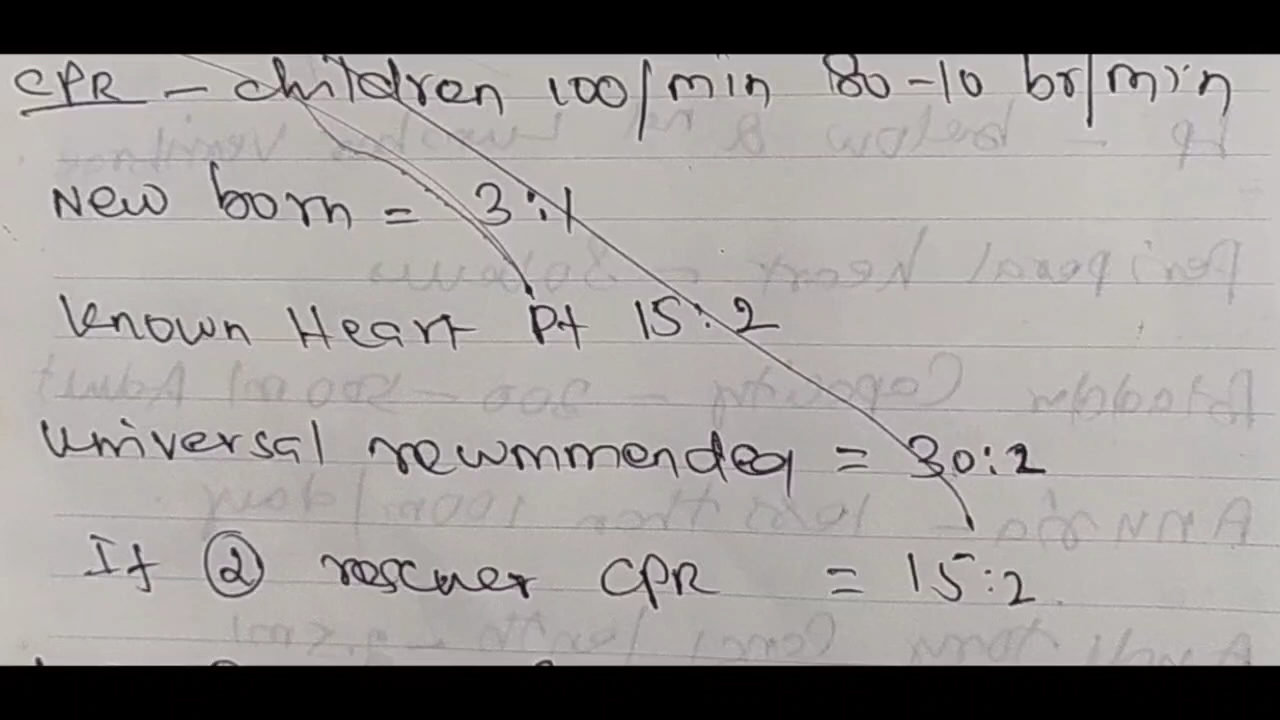 CPR - children 100/min 80-10 br/min
New born = 3:1
Known Heart Pt 15:2
Universal recommended = 30:2
If 2 rescuer CPR = 15:2